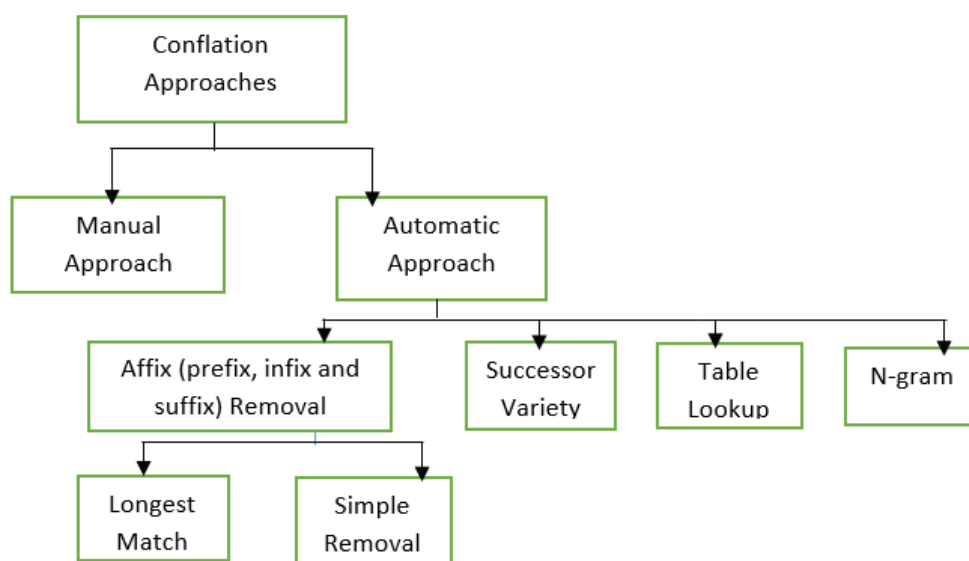 Conflation
Approaches
Manual
Approach
Automatic
Approach
Affix (prefix, infix and
suffix) Removal
Successor
Variety
Table
Lookup
N-gram
Longest
Match
Simple
Removal